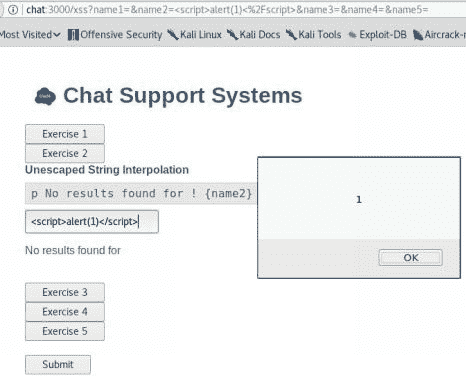 chat:3000/xss?name1=&name2=<script>alert(1)<%2Fscript>&name3=&name4=&name5=
Most Visited Offensive Security Kali Linux Kali Docs Kali Tools Exploit-DB Aircrack-n
Chat Support Systems
Exercise 1
Exercise 2
Unescaped String Interpolation
p No results found for ! {name2}
1
<script>alert(1)</script>
No results found for
OK
Exercise 3
Exercise 4
Exercise 5
Submit